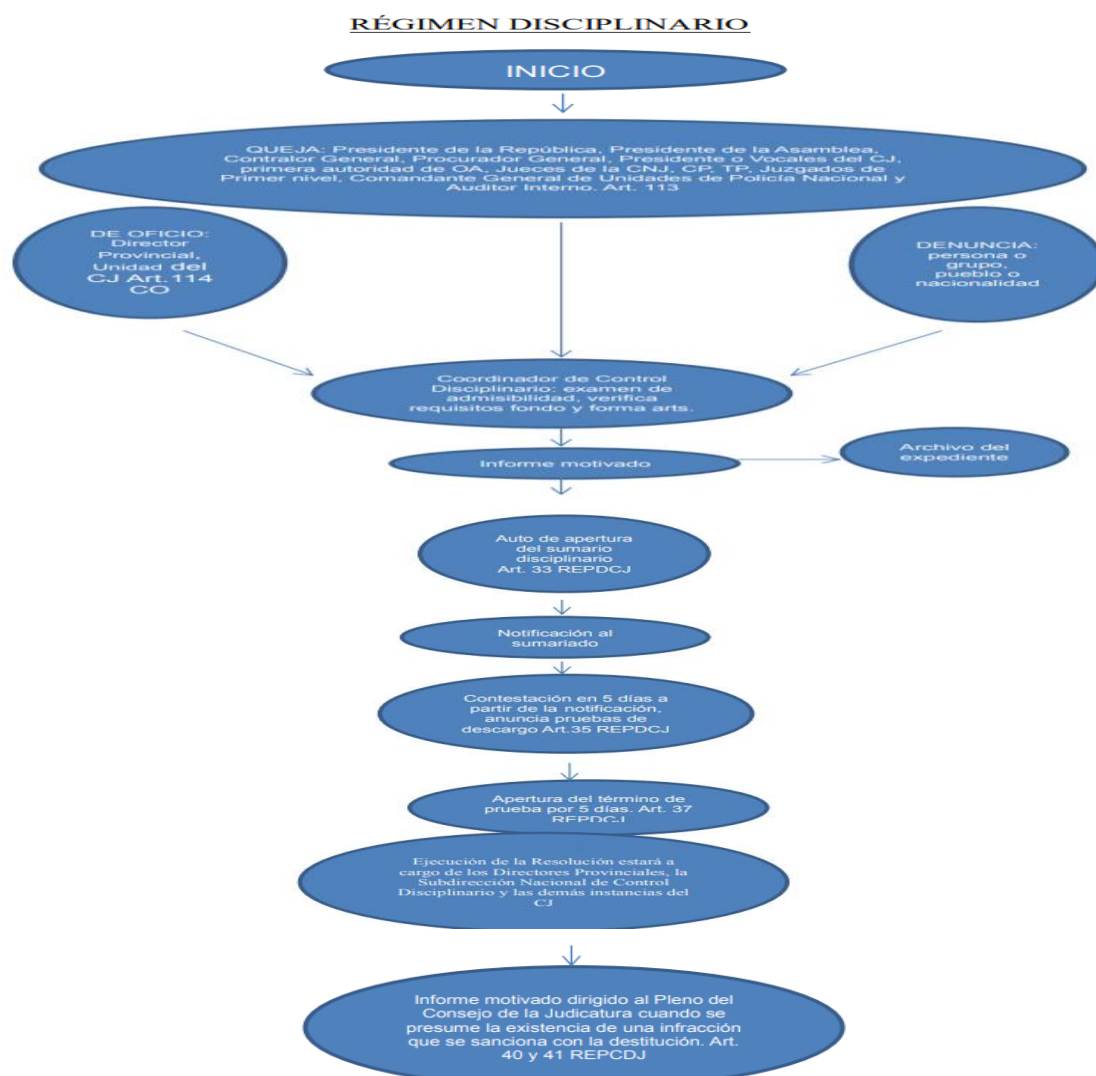 RÉGIMEN DISCIPLINARIO
INICIO
QUEJA: Presidente de la República, Presidente de la Asamblea,
Contralor General, Procurador General, Presidente o Vocales del CJ,
primera autoridad de OA, Jueces de la CNJ, CP, TP, Juzgados de
Primer nivel, Comandante General de Unidades de Policía Nacional y
Auditor Interno. Art. 113
DE OFICIO:
Director
Provincial,
Unidad del
CJ Art.114
CO
DENUNCIA:
persona o
grupo,
pueblo o
nacionalidad
Coordinador de Control
Disciplinario: examen de
admisibilidad, verifica
requisitos fondo y forma arts.
Informe motivado
Archivo del
expediente
Auto de apertura
del sumario
disciplinario
Art. 33 REPDCJ
Notificación al
sumariado
Contestación en 5 días a
partir de la notificación,
anuncia pruebas de
descargo Art.35 REPDCJ
Apertura del término de
prueba por 5 días. Art. 37
REPDCJ
Ejecución de la Resolución estará a
cargo de los Directores Provinciales, la
Subdirección Nacional de Control
Disciplinario y las demás instancias del
CJ
Informe motivado dirigido al Pleno del
Consejo de la Judicatura cuando se
presume la existencia de una infracción
que se sanciona con la destitución. Art.
40 y 41 REPCDJ